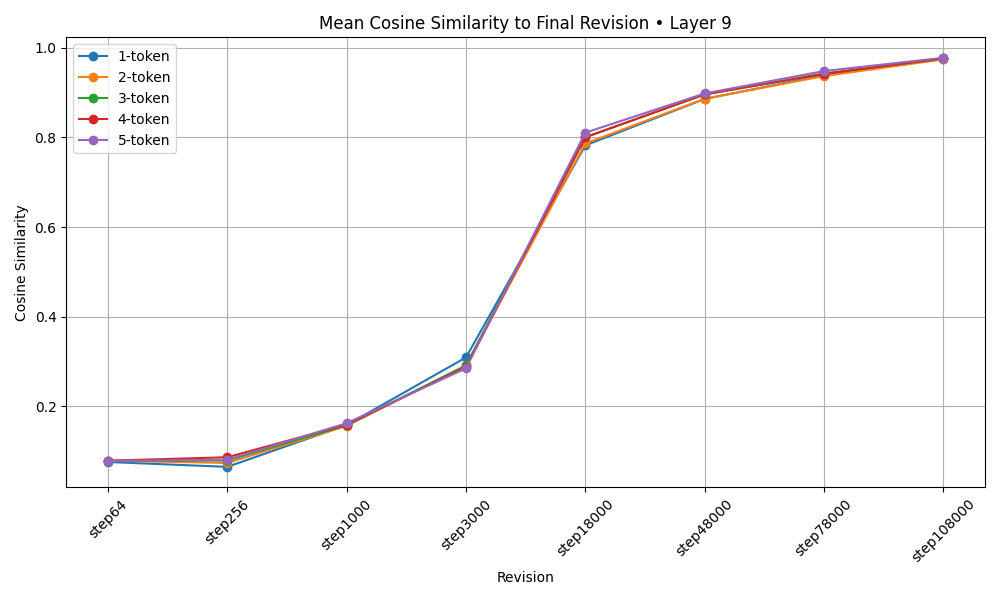 Mean Cosine Similarity to Final Revision • Layer 9
1-token
2-token
3-token
4-token
5-token
Cosine Similarity
1.0
0.8
0.6
0.4
0.2
step64
step256
step1000
step3000
step18000
step48000
step78000
step108000
Revision